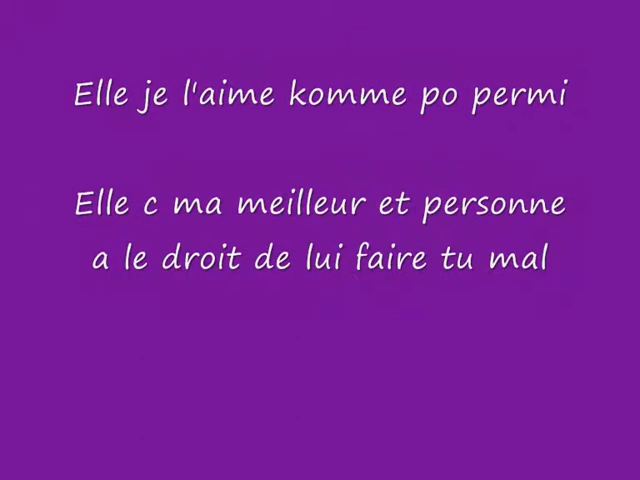 Elle je l'aime komme po permi
Elle c ma meilleur et personne
a le droit de lui faire tu mal